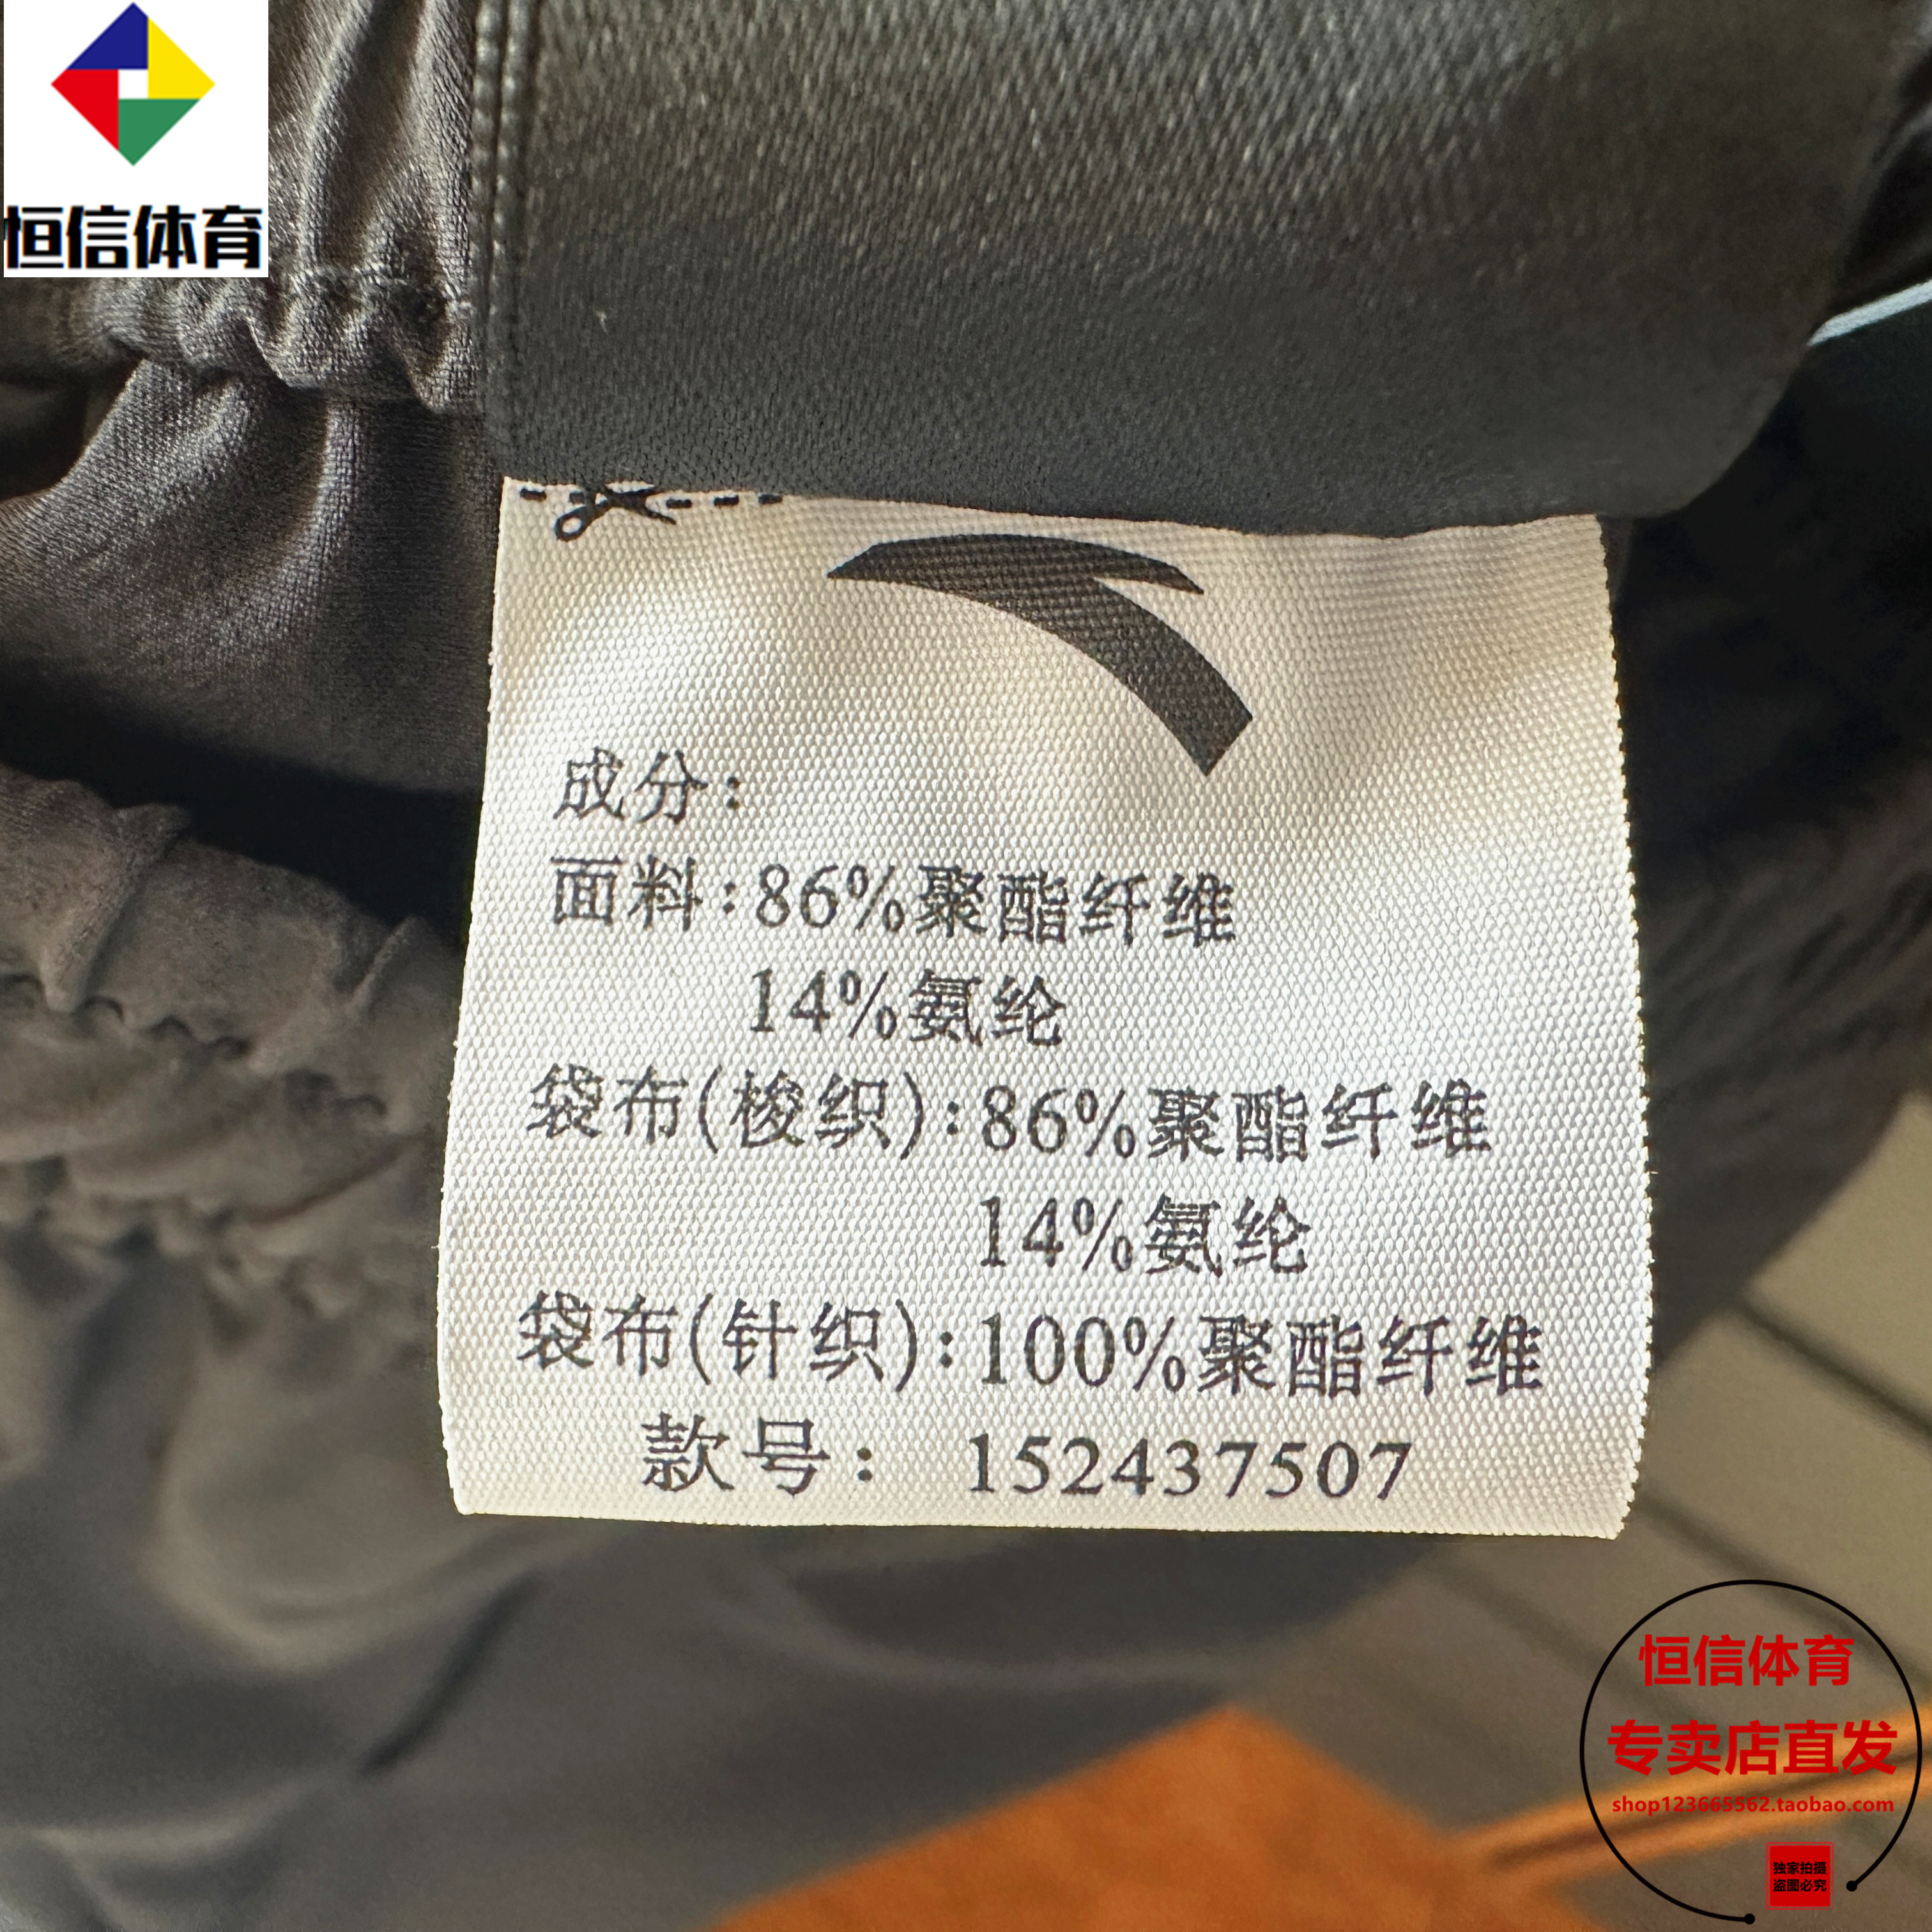 恒信体育
成分:
面料:86%聚酯纤维
14%氨纶
袋布(梭织):86%聚酯纤维
14%氨纶
袋布(针织):100%聚酯纤维
款号: 152437507
恒信体育
专卖店直发
shop123665562.taobao.com
独家拍摄
盗图必究